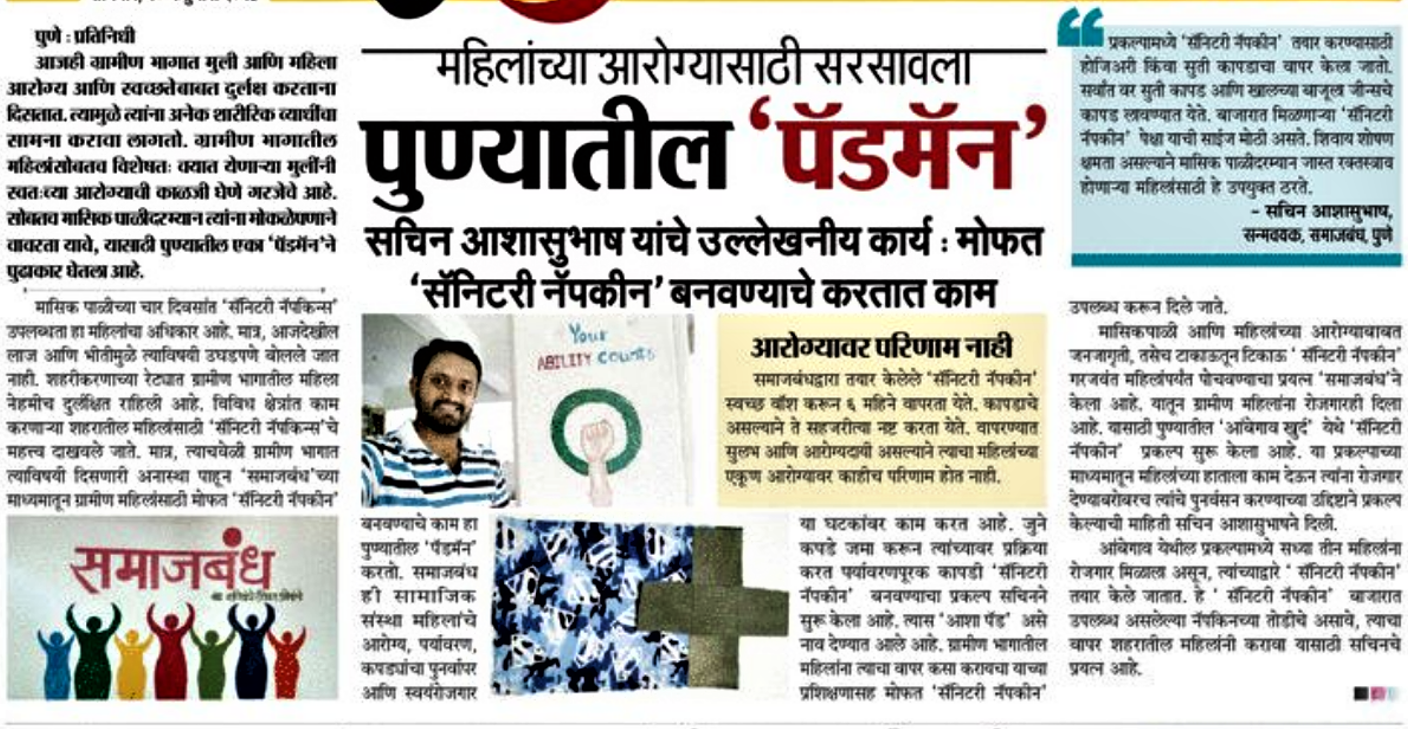 पुणे : प्रतिनिधी
आजही ग्रामीण भागात मुली आणि महिला
आरोग्य आणि स्वच्छतेबाबत दुर्लक्ष करताना
दिसतात. त्यामुळे त्यांना अनेक शारीरिक व्याधींचा
सामना करावा लागतो. ग्रामीण भागातील
महिलांसोबतच विशेषतः वयात येणाऱ्या मुलींनी
स्वतःच्या आरोग्याची काळजी घेणे गरजेचे आहे.
सोबतच मासिक पाळीदरम्यान त्यांना मोकळेपणाने
वावरता यावे, यासाठी पुण्यातील एका 'पॅडमॅन'ने
पुढाकार घेतला आहे.
मासिक पाळीच्या चार दिवसांत 'सॅनिटरी नॅपकिन्स'
उपलब्धता हा महिलांचा अधिकार आहे. मात्र, आजदेखील
लाज आणि भीतीमुळे त्याविषयी उघडपणे बोलले जात
नाही. शहरीकरणाच्या रेट्यात ग्रामीण भागातील महिला
नेहमीच दुर्लक्षित राहिली आहे. विविध क्षेत्रांत काम
करणाऱ्या शहरातील महिलांसाठी 'सॅनिटरी नॅपकिन्स'चे
महत्त्व दाखवले जाते. मात्र, त्याचवेळी ग्रामीण भागात
त्याविषयी दिसणारी अनास्था पाहून 'समाजबंध'च्या
माध्यमातून ग्रामीण महिलांसाठी मोफत 'सॅनिटरी नॅपकीन'
समाजबंध
महिलांच्या आरोग्यासाठी सरसावला
पुण्यातील 'पॅडमॅन'
सचिन आशासुभाष यांचे उल्लेखनीय कार्य : मोफत
'सॅनिटरी नॅपकीन' बनवण्याचे करतात काम
Your
ABILITY COUNTS
आरोग्यावर परिणाम नाही
समाजबंधद्वारा तयार केलेले 'सॅनिटरी नॅपकीन'
स्वच्छ वॉश करून ६ महिने वापरता येते. कापडाचे
असल्याने ते सहजरीत्या नष्ट करता येते. वापरण्यात
सुलभ आणि आरोग्यदायी असल्याने त्याचा महिलांच्या
एकूण आरोग्यावर काहीच परिणाम होत नाही.
बनवण्याचे काम हा
पुण्यातील 'पॅडमॅन'
करतो. समाजबंध
ही सामाजिक
संस्था महिलांचे
आरोग्य, पर्यावरण,
कपड्यांचा पुनर्वापर
आणि स्वयंरोजगार
या घटकांवर काम करत आहे. जुने
कपडे जमा करून त्यांच्यावर प्रक्रिया
करत पर्यावरणपूरक कापडी 'सॅनिटरी
नॅपकीन' बनवण्याचा प्रकल्प सचिनने
सुरू केला आहे. त्यास 'आशा पॅड' असे
नाव देण्यात आले आहे. ग्रामीण भागातील
महिलांना त्याचा वापर कसा करायचा याच्या
प्रशिक्षणासह मोफत 'सॅनिटरी नॅपकीन'
प्रकल्पामध्ये 'सॅनिटरी नॅपकीन' तयार करण्यासाठी
होजिअरी किंवा सुती कापडाचा वापर केला जातो.
सर्वांत वर सुती कापड आणि खालच्या बाजूला जीन्सचे
कापड लावण्यात येते. बाजारात मिळणाऱ्या 'सॅनिटरी
नॅपकीन' पेक्षा याची साईज मोठी असते. शिवाय शोषण
क्षमता असल्याने मासिक पाळीदरम्यान जास्त रक्तस्त्राव
होणाऱ्या महिलांसाठी हे उपयुक्त ठरते.
- सचिन आशासुभाष,
सन्मवयक, समाजबंध, पुणे
उपलब्ध करून दिले जाते.
मासिकपाळी आणि महिलांच्या आरोग्याबाबत
जनजागृती, तसेच टाकाऊतून टिकाऊ ' सॅनिटरी नॅपकीन'
गरजवंत महिलांपर्यंत पोचवण्याचा प्रयत्न 'समाजबंध'ने
केला आहे. यातून ग्रामीण महिलांना रोजगारही दिला
आहे. यासाठी पुण्यातील 'आंबेगाव खुर्द' येथे 'सॅनिटरी
नॅपकीन' प्रकल्प सुरू केला आहे. या प्रकल्पाच्या
माध्यमातून महिलांच्या हाताला काम देऊन त्यांना रोजगार
देण्याबरोबरच त्यांचे पुनर्वसन करण्याच्या उद्दिष्टाने प्रकल्प
केल्याची माहिती सचिन आशासुभाषने दिली.
आंबेगाव येथील प्रकल्पामध्ये सध्या तीन महिलांना
रोजगार मिळाला असून, त्यांच्याद्वारे ' सॅनिटरी नॅपकीन'
तयार केले जातात. हे ' सॅनिटरी नॅपकीन' बाजारात
उपलब्ध असलेल्या नॅपकिनच्या तोडीचे असावे, त्याचा
वापर शहरातील महिलांनी करावा यासाठी सचिनचे
प्रयत्न आहे.